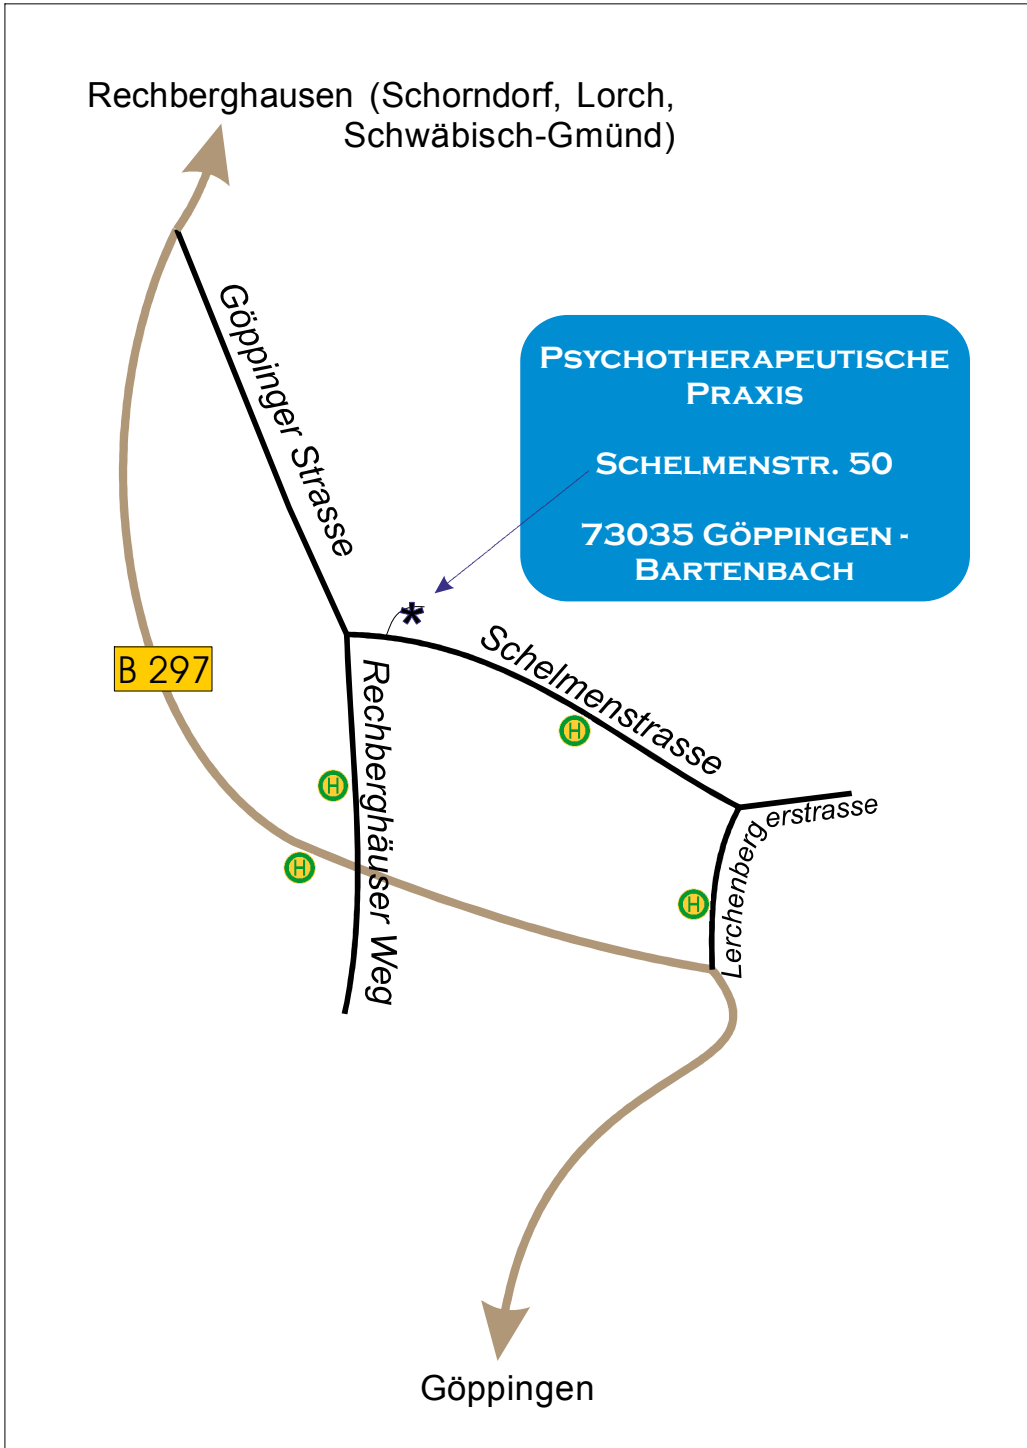 Rechberghausen (Schorndorf, Lorch,
Schwäbisch-Gmünd)
Göppinger Strasse
PSYCHOTHERAPEUTISCHE
PRAXIS
SCHELMENSTR. 50
73035 GÖPPINGEN -
BARTENBACH
*
Schelmenstrasse
B 297
Rechberghäuser Weg
H
H
H
H
Lerchenbergerstrasse
Göppingen